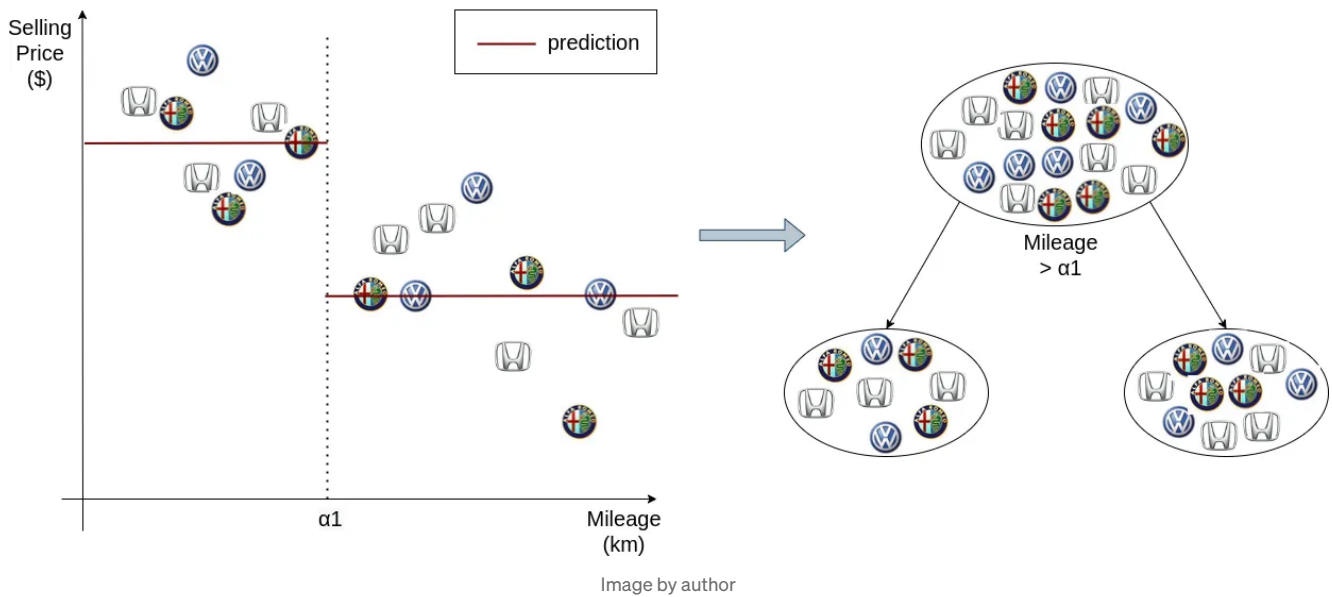 Selling
Price
($)
prediction
Mileage
> α1
α1
Mileage
(km)
Image by author